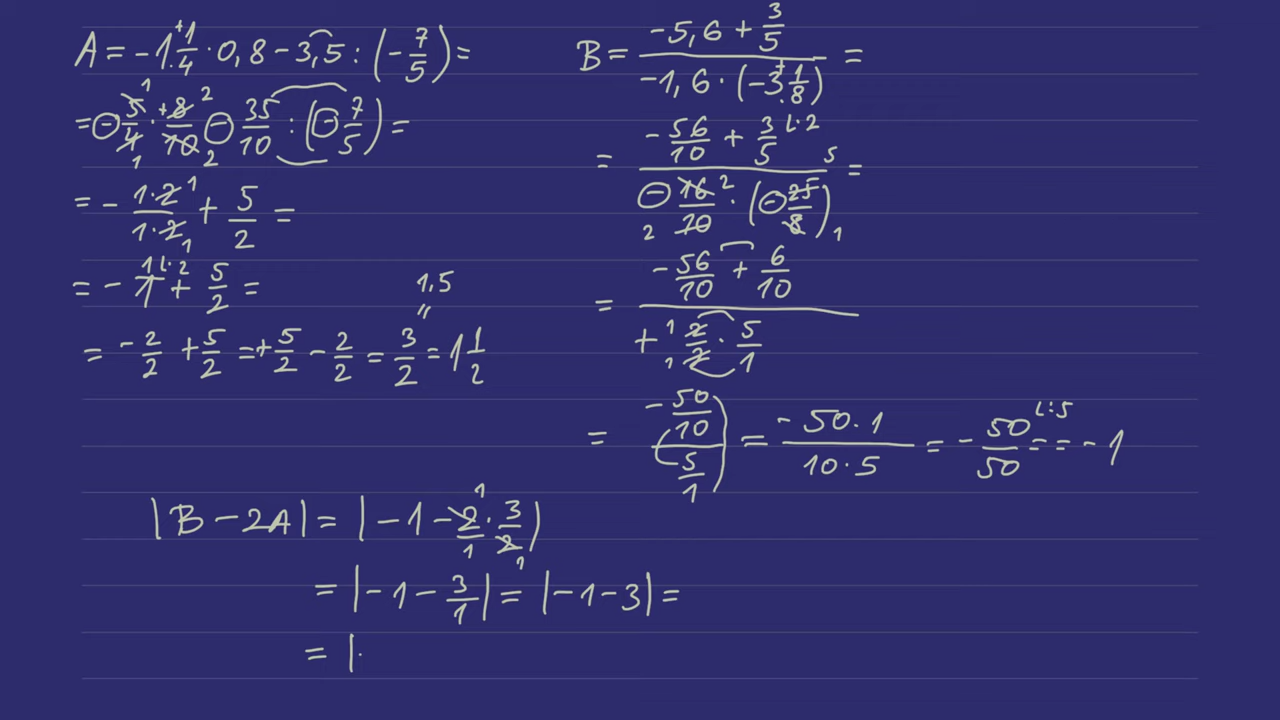 A = -1 1/4 · 0,8 - 3,5 : (-7/5) =
= - 5/4 · 8/10 - 35/10 : (- 7/5) =
= - 1·2/1·2 + 5/2 =
= - 1 + 5/2 =
= - 2/2 + 5/2 = + 5/2 - 2/2 = 3/2 = 1 1/2
1,5
B = -5,6 + 3/5 / -1,6 · (-3 1/8) =
= -56/10 + 3/5 L·2 / - 16/10 · (- 25/8) =
= -56/10 + 6/10 / + 2/2 · 5/1
= -50/10 / 5/1 = -50·1 / 10·5 = - 50/50 L:5 = = -1
|B - 2A| = |-1 - 2/1 · 3/2|
= |-1 - 3/1| = |-1 - 3| =
= |